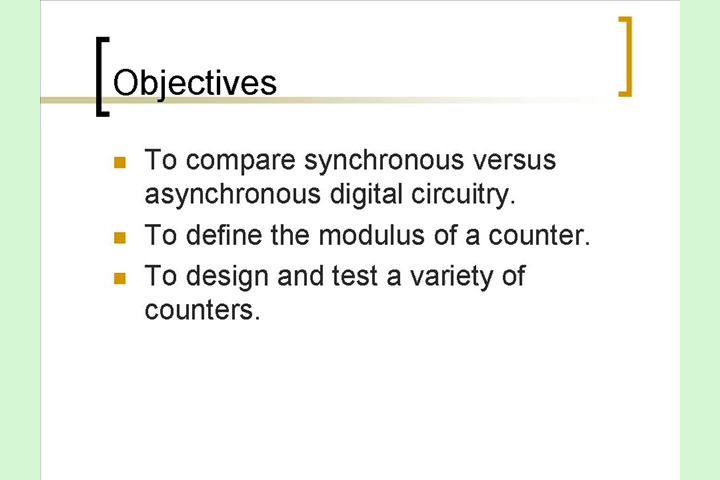 Objectives
To compare synchronous versus
asynchronous digital circuitry.
To define the modulus of a counter.
To design and test a variety of
counters.